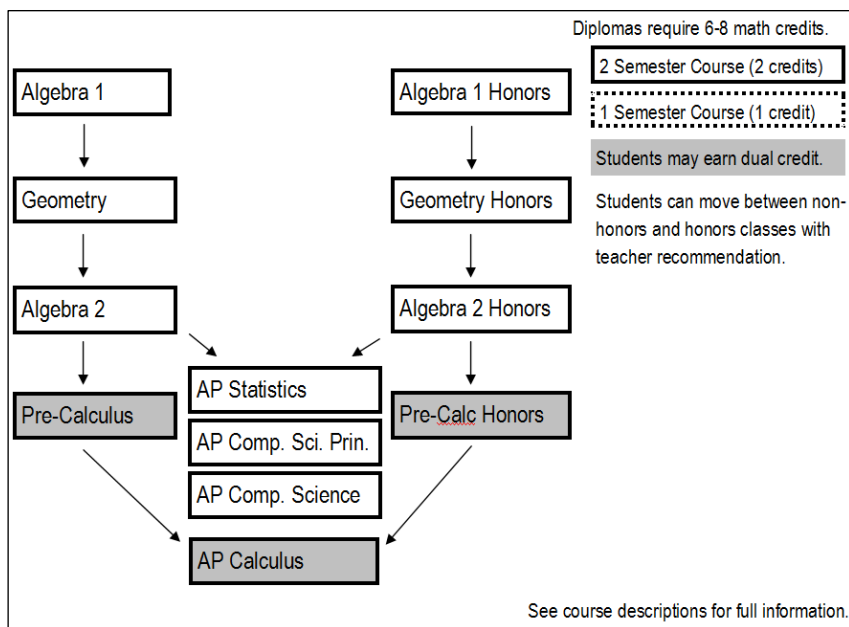 Diplomas require 6-8 math credits.
2 Semester Course (2 credits)
Algebra 1
Algebra 1 Honors
1 Semester Course (1 credit)
Students may earn dual credit.
Geometry
Geometry Honors
Students can move between non-
honors and honors classes with
teacher recommendation.
Algebra 2
Algebra 2 Honors
AP Statistics
Pre-Calculus
Pre-Calc Honors
AP Comp. Sci. Prin.
AP Comp. Science
AP Calculus
See course descriptions for full information.